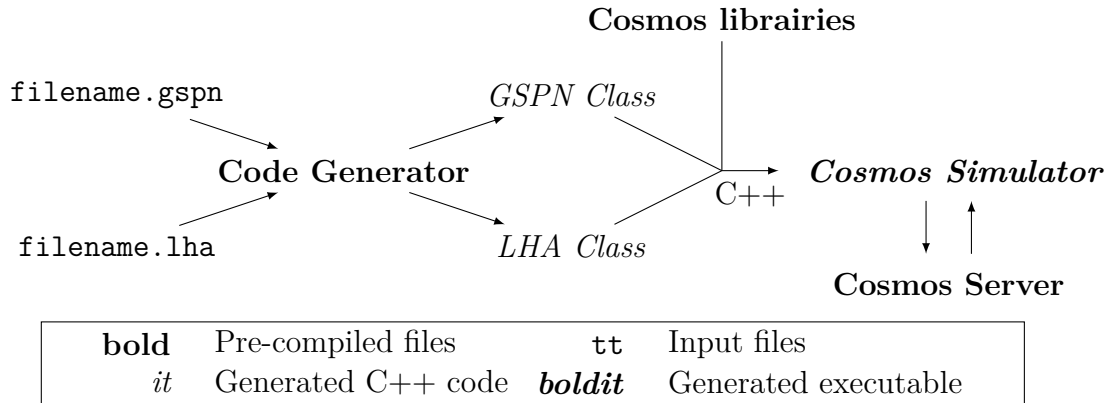 Cosmos librairies
filename.gspn
GSPN Class
Code Generator
C++
Cosmos Simulator
filename.lha
LHA Class
Cosmos Server
bold Pre-compiled files tt Input files
it Generated C++ code boldit Generated executable